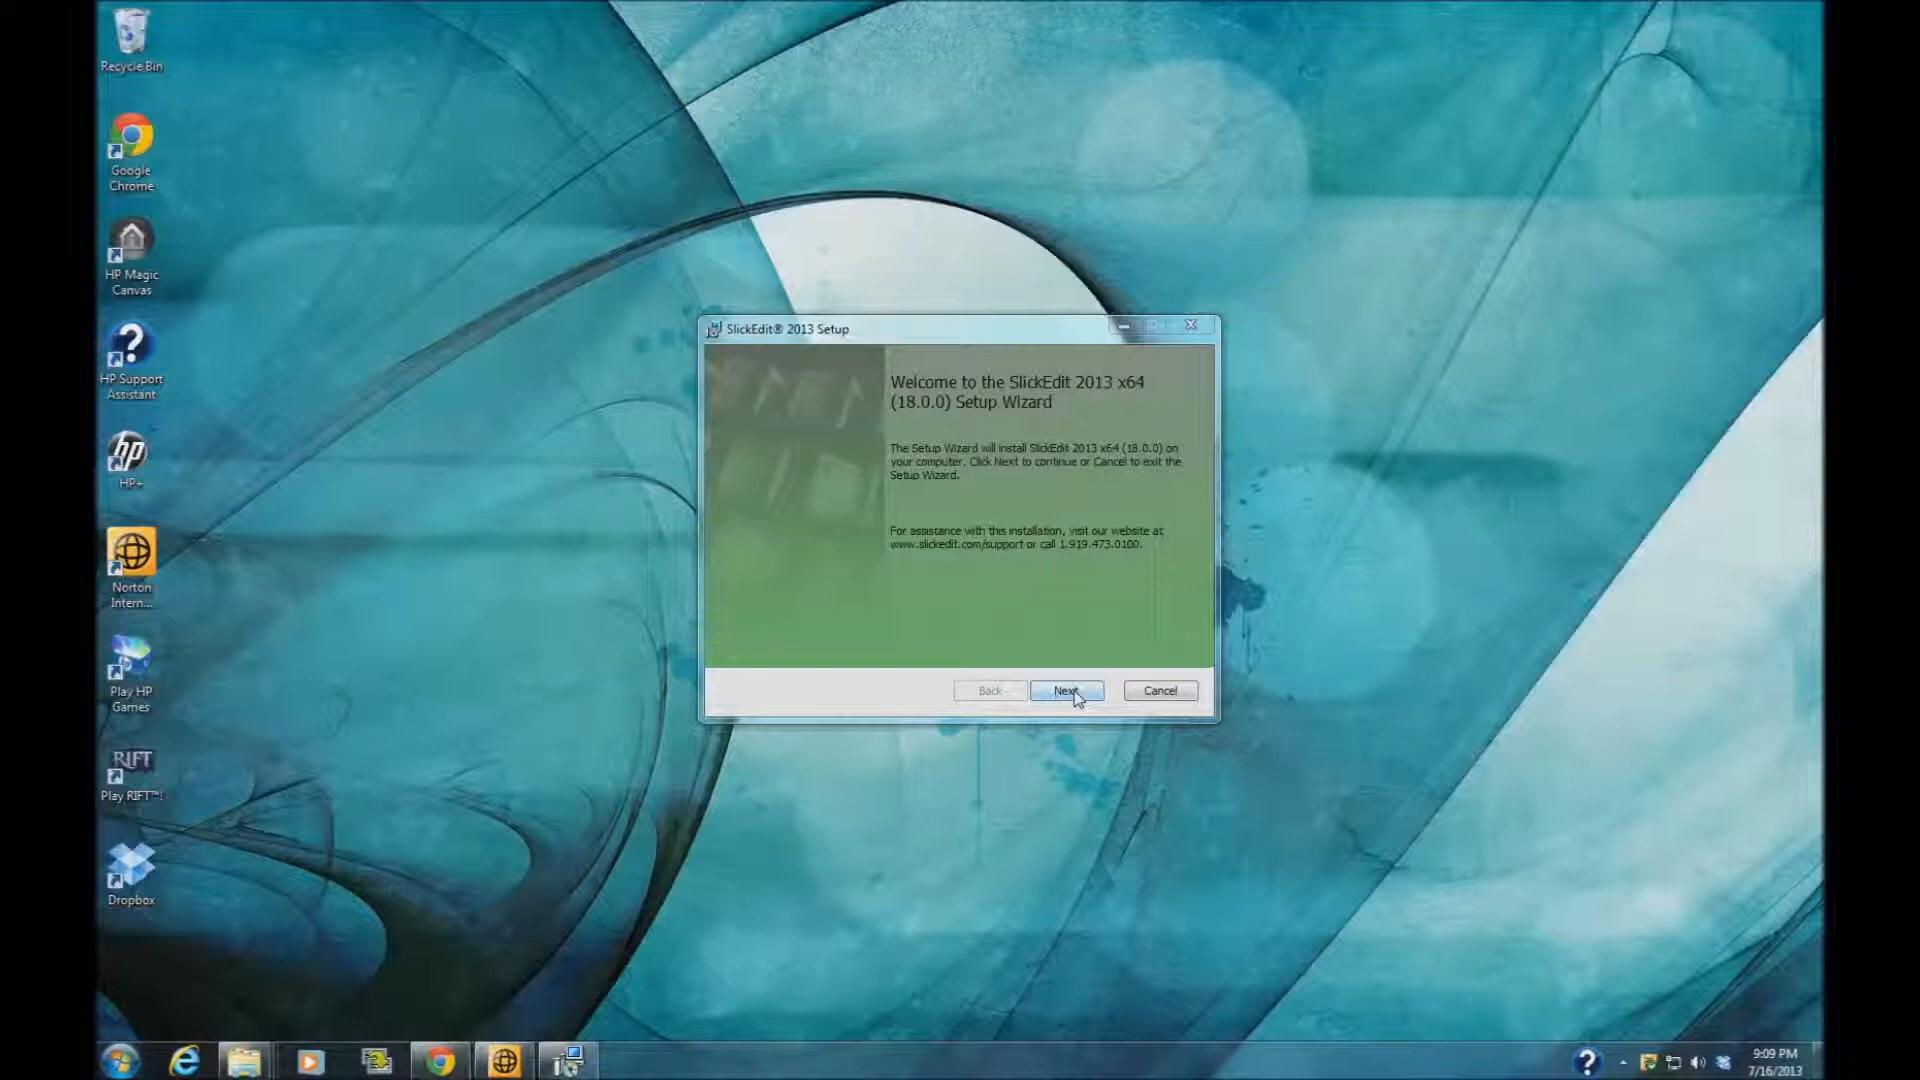 Recycle Bin
Google
Chrome
HP Magic
Canvas
HP Support
Assistant
hp
HP+
Norton
Intern...
Play HP
Games
RIFT
Play RIFT™!
Dropbox
SlickEdit® 2013 Setup
Welcome to the SlickEdit 2013 x64
(18.0.0) Setup Wizard
The Setup Wizard will install SlickEdit 2013 x64 (18.0.0) on
your computer. Click Next to continue or Cancel to exit the
Setup Wizard.
For assistance with this installation, visit our website at
www.slickedit.com/support or call 1.919.473.0100.
Back
Next
Cancel
9:09 PM
7/16/2013